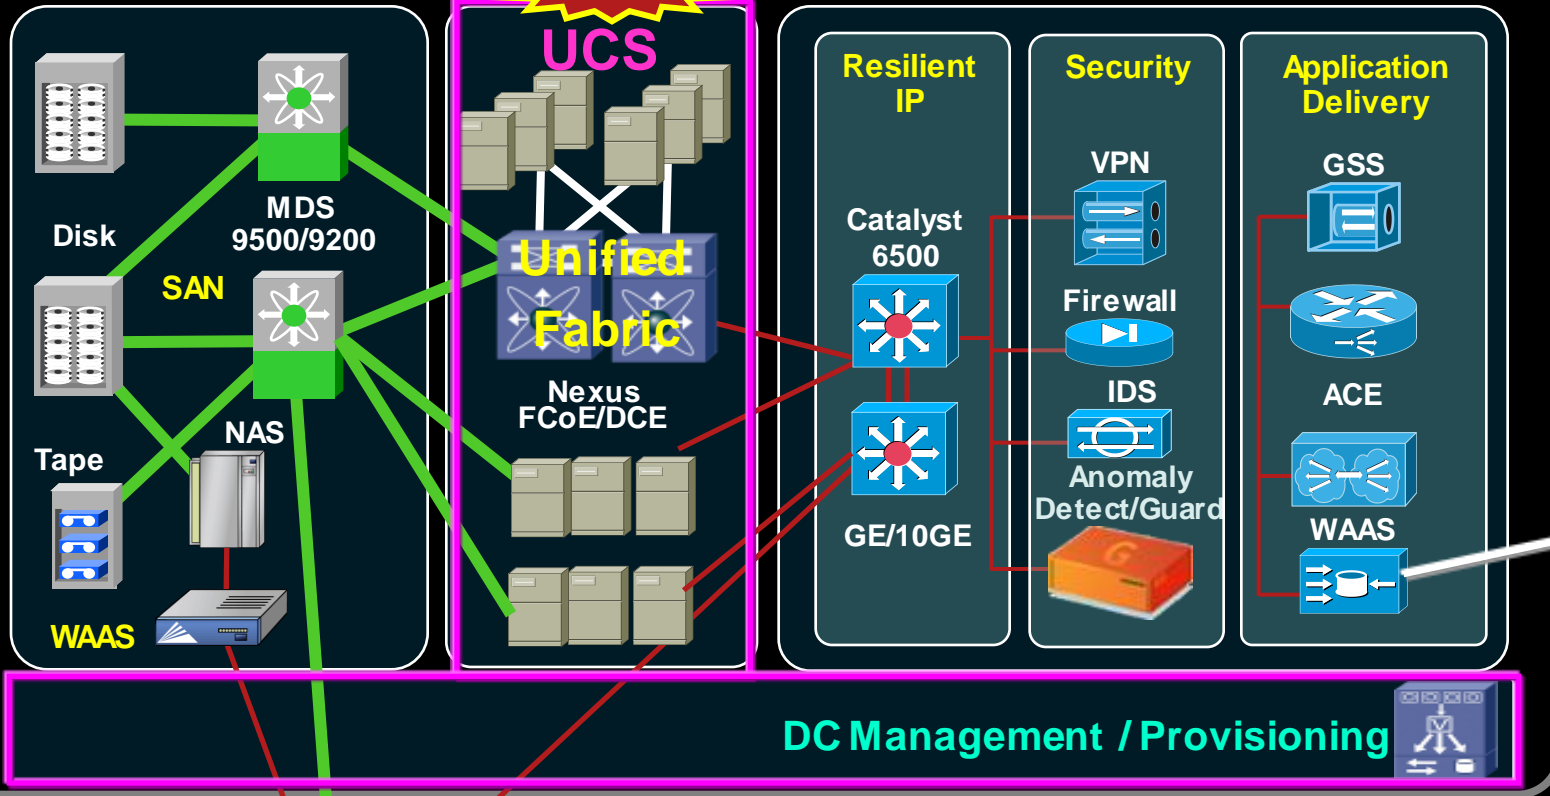 Disk
MDS
9500/9200
SAN
NAS
Tape
WAAS
UCS
Unified
Fabric
Nexus
FCoE/DCE
Resilient
IP
Catalyst
6500
GE/10GE
Security
VPN
Firewall
IDS
Anomaly
Detect/Guard
G
Application
Delivery
GSS
ACE
WAAS
DC Management / Provisioning
V